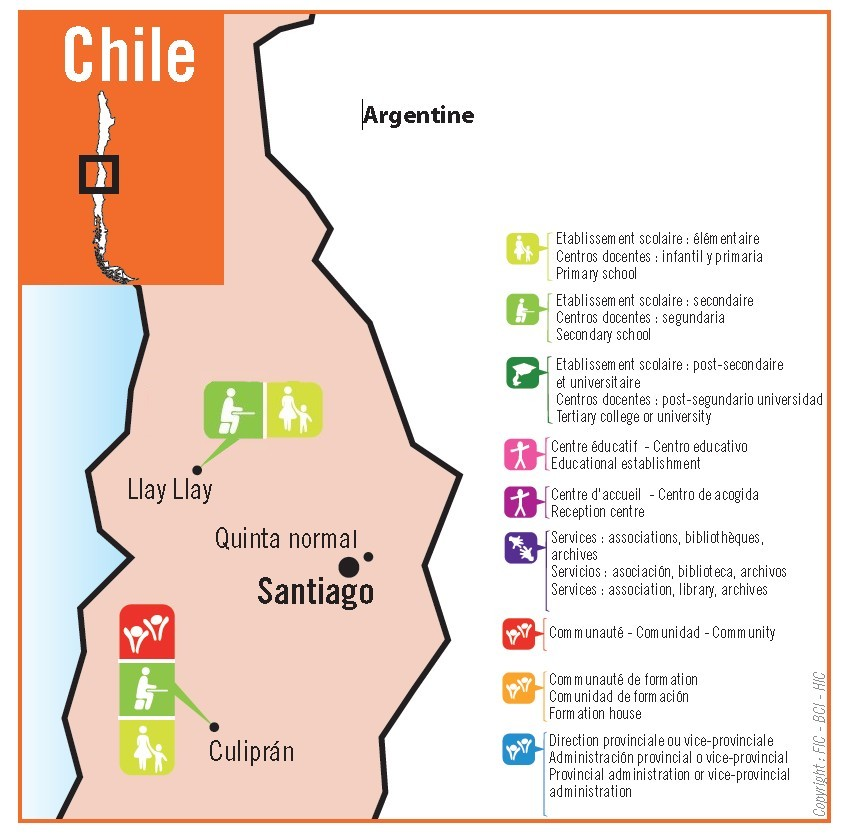 Chile
Argentine
Etablissement scolaire : élémentaire
Centros docentes : infantil y primaria
Primary school
Etablissement scolaire : secondaire
Centros docentes : segundaria
Secondary school
Etablissement scolaire : post-secondaire
et universitaire
Centros docentes : post-segundario universidad
Tertiary college or university
Centre éducatif - Centro educativo
Educational establishment
Centre d'accueil - Centro de acogida
Reception centre
Services : associations, bibliothèques,
archives
Servicios : asociación, biblioteca, archivos
Services : association, library, archives
Communauté - Comunidad - Community
Communauté de formation
Comunidad de formación
Formation house
Direction provinciale ou vice-provinciale
Administración provincial o vice-provincial
Provincial administration or vice-provincial
administration
Llay Llay
Quinta normal
Santiago
Culiprán
Copyright : FIC - BCI - HIC